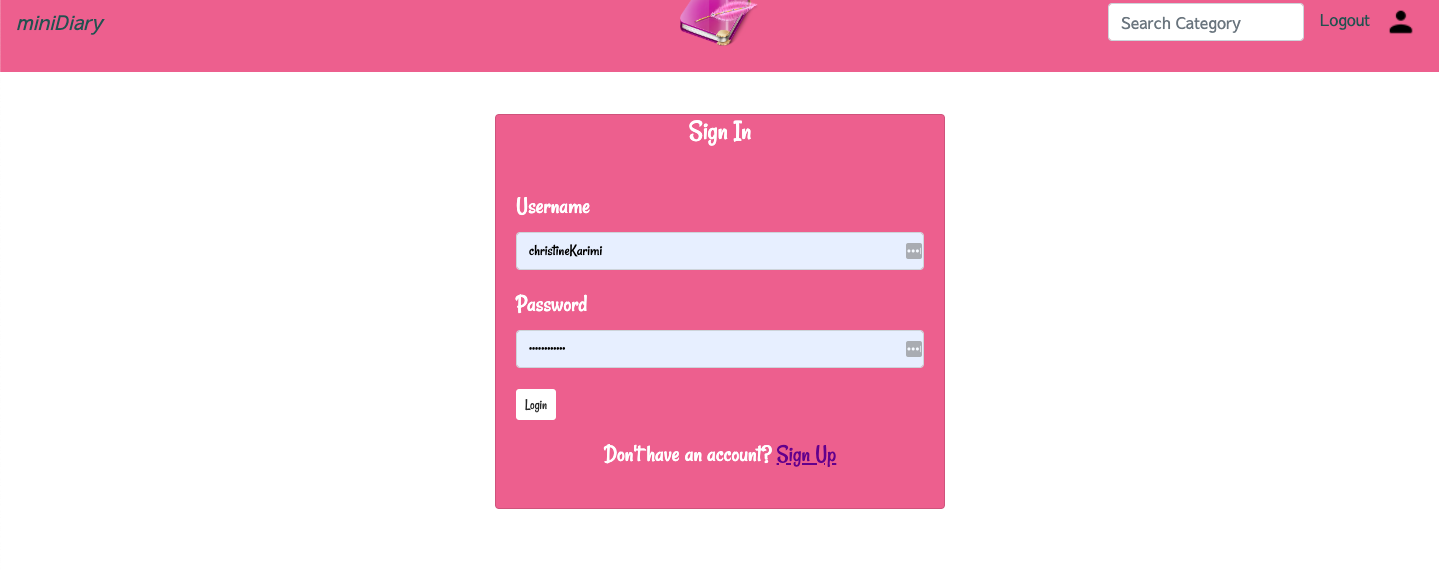 miniDiary
Search Category
Logout
Sign In
Username
christineKarimi
Password
••••••••••••
Login
Don't have an account? Sign Up